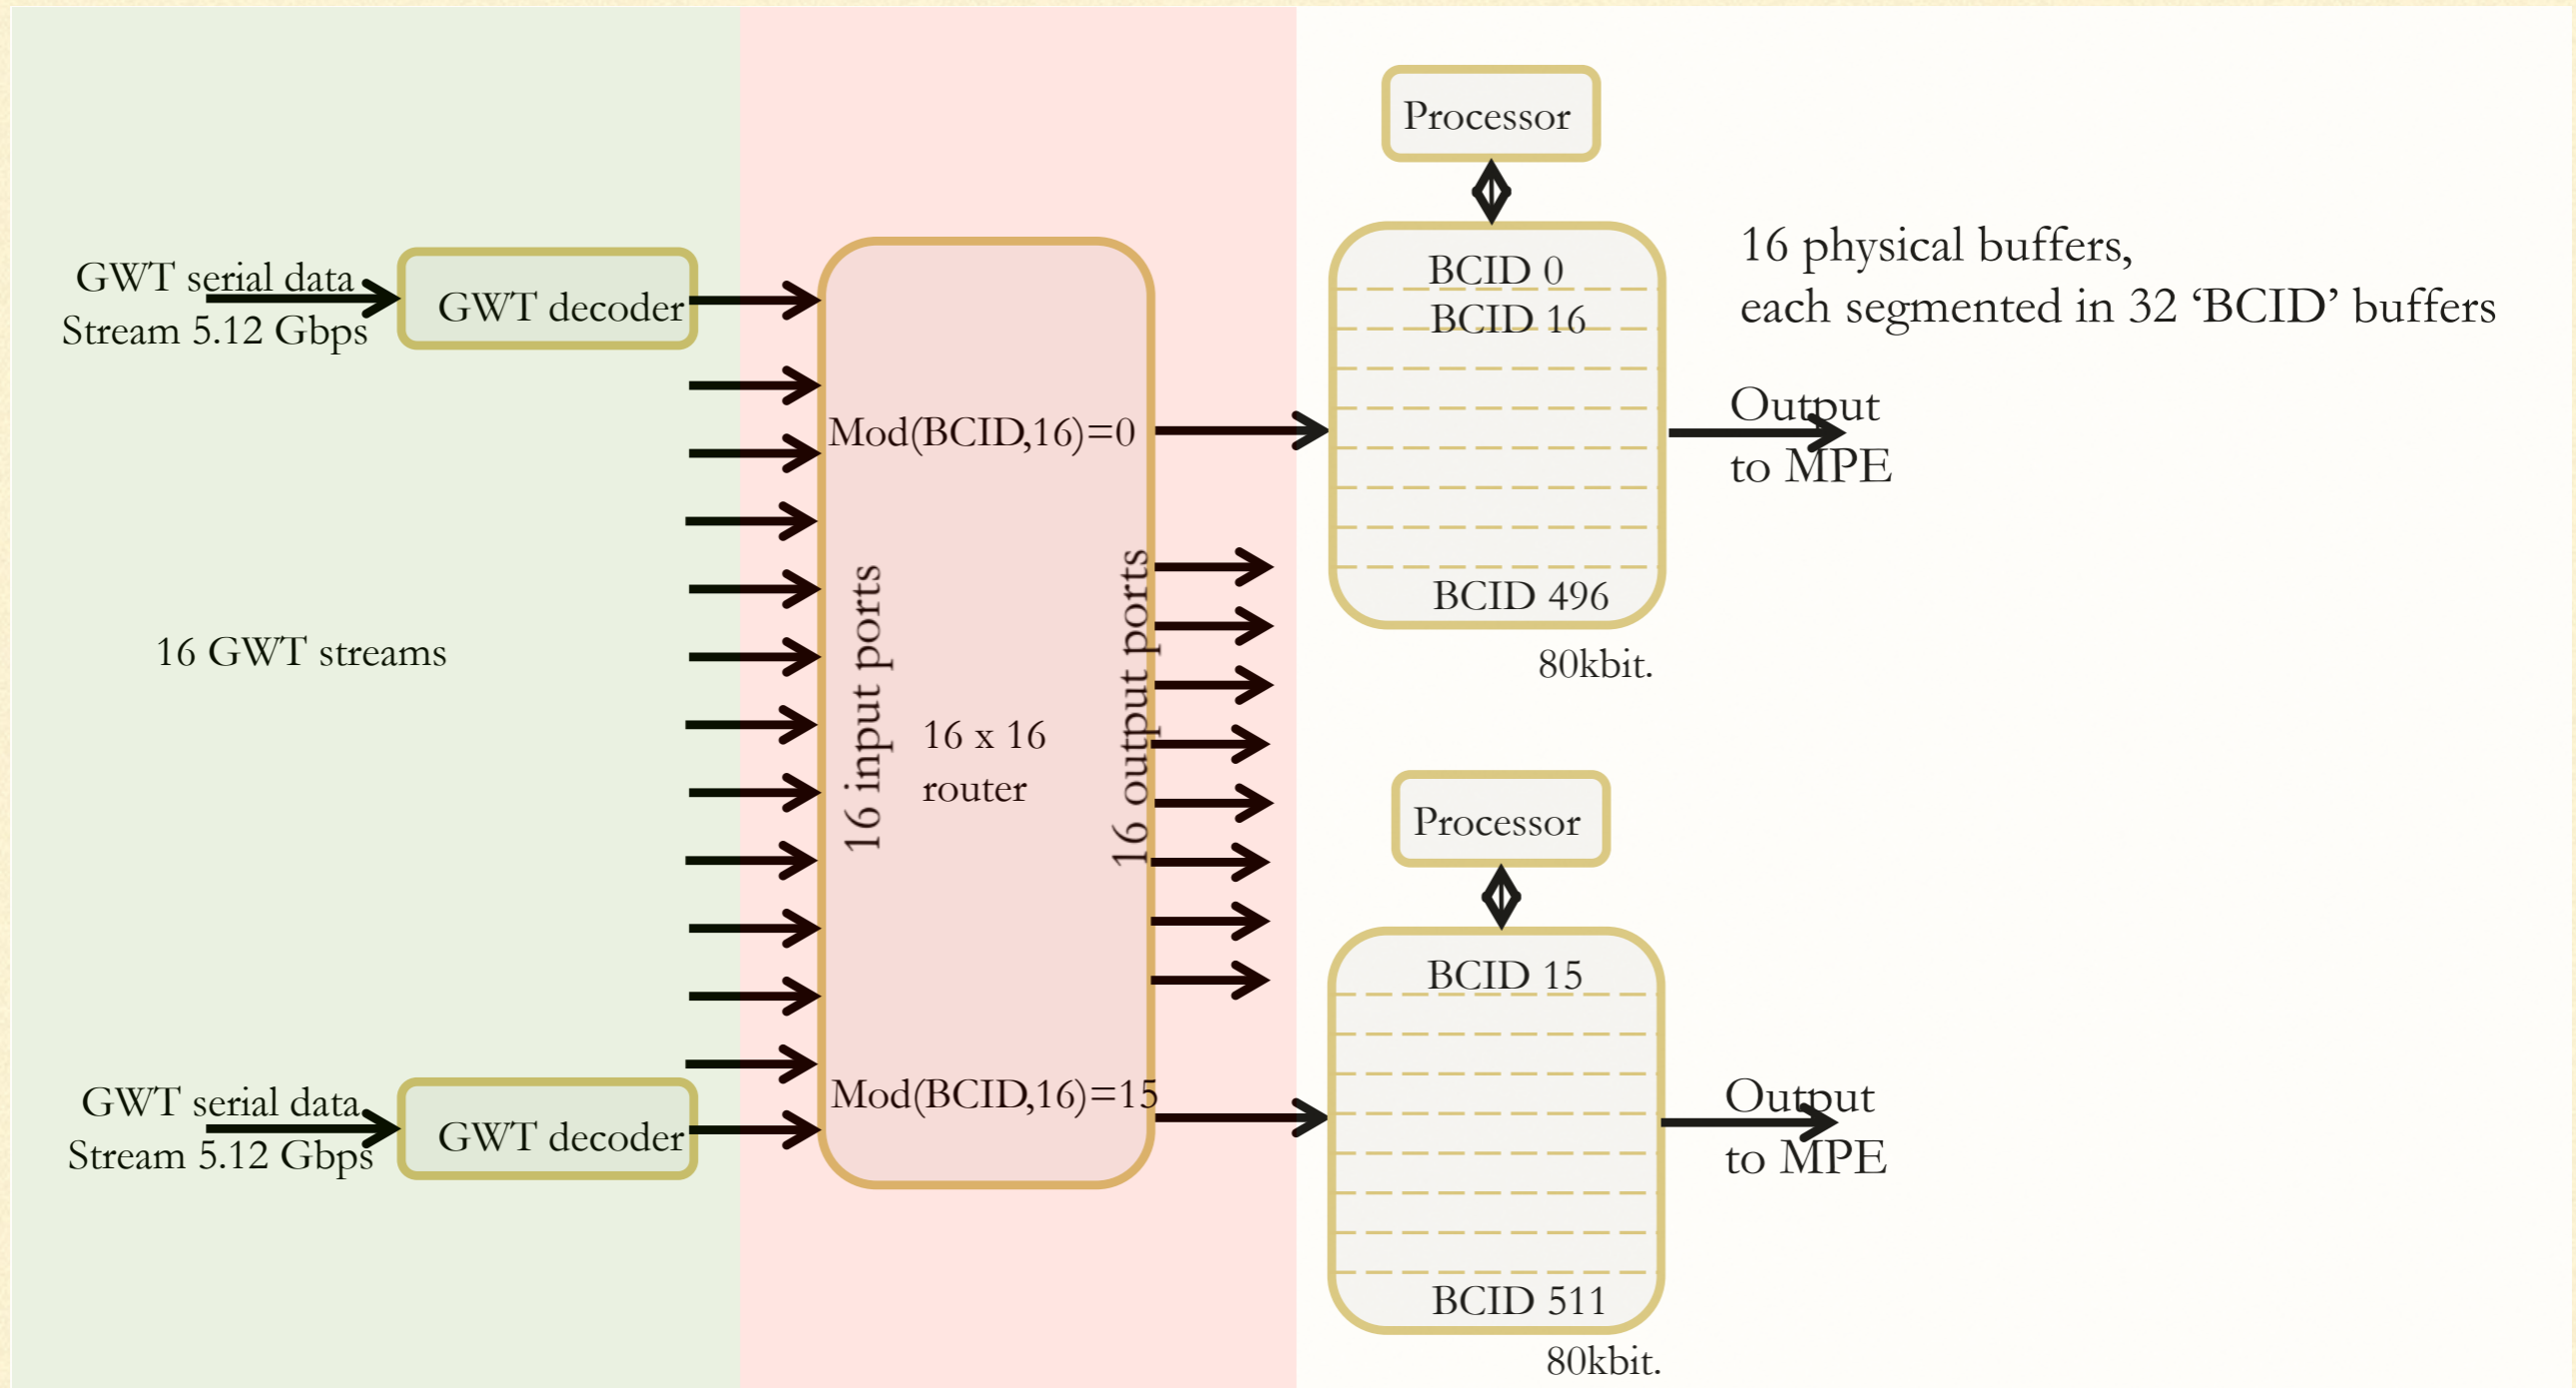 GWT serial data
Stream 5.12 Gbps
GWT decoder
16 GWT streams
GWT serial data
Stream 5.12 Gbps
GWT decoder
Mod(BCID,16)=0
16 input ports
16 x 16
router
16 output ports
Mod(BCID,16)=15
Processor
BCID 0
BCID 16
BCID 496
80kbit.
16 physical buffers,
each segmented in 32 ‘BCID’ buffers
Output
to MPE
Processor
BCID 15
BCID 511
80kbit.
Output
to MPE